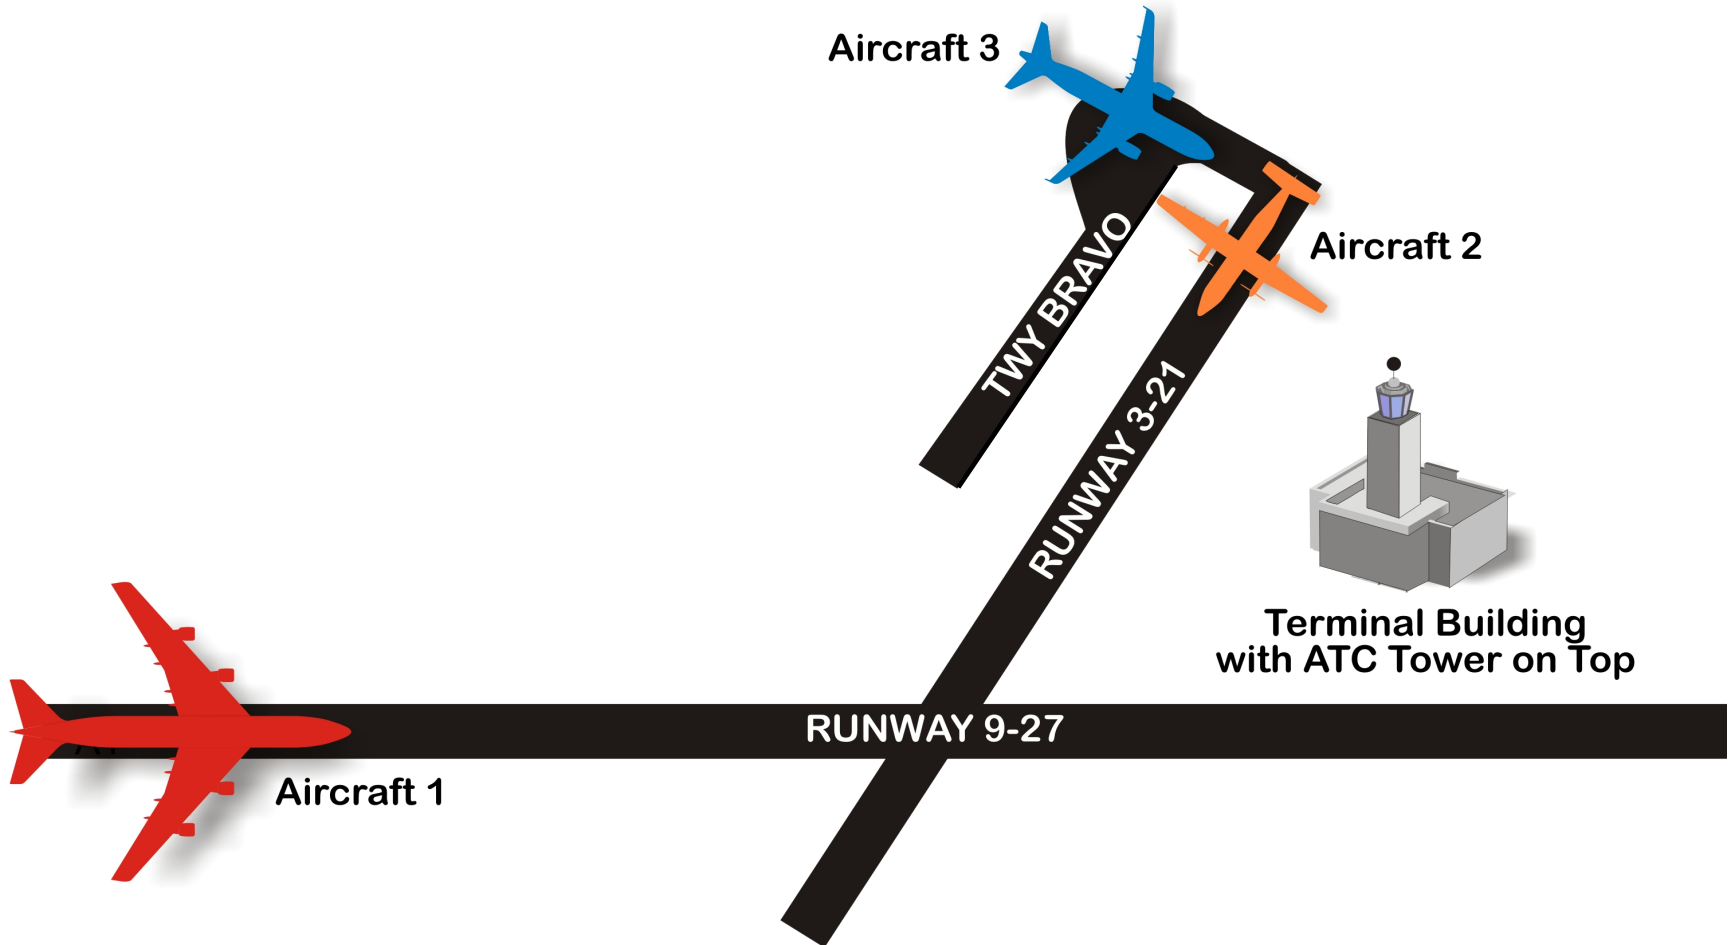 Aircraft 3
Aircraft 2
TWY BRAVO
RUNWAY 3-21
Terminal Building
with ATC Tower on Top
RUNWAY 9-27
Aircraft 1